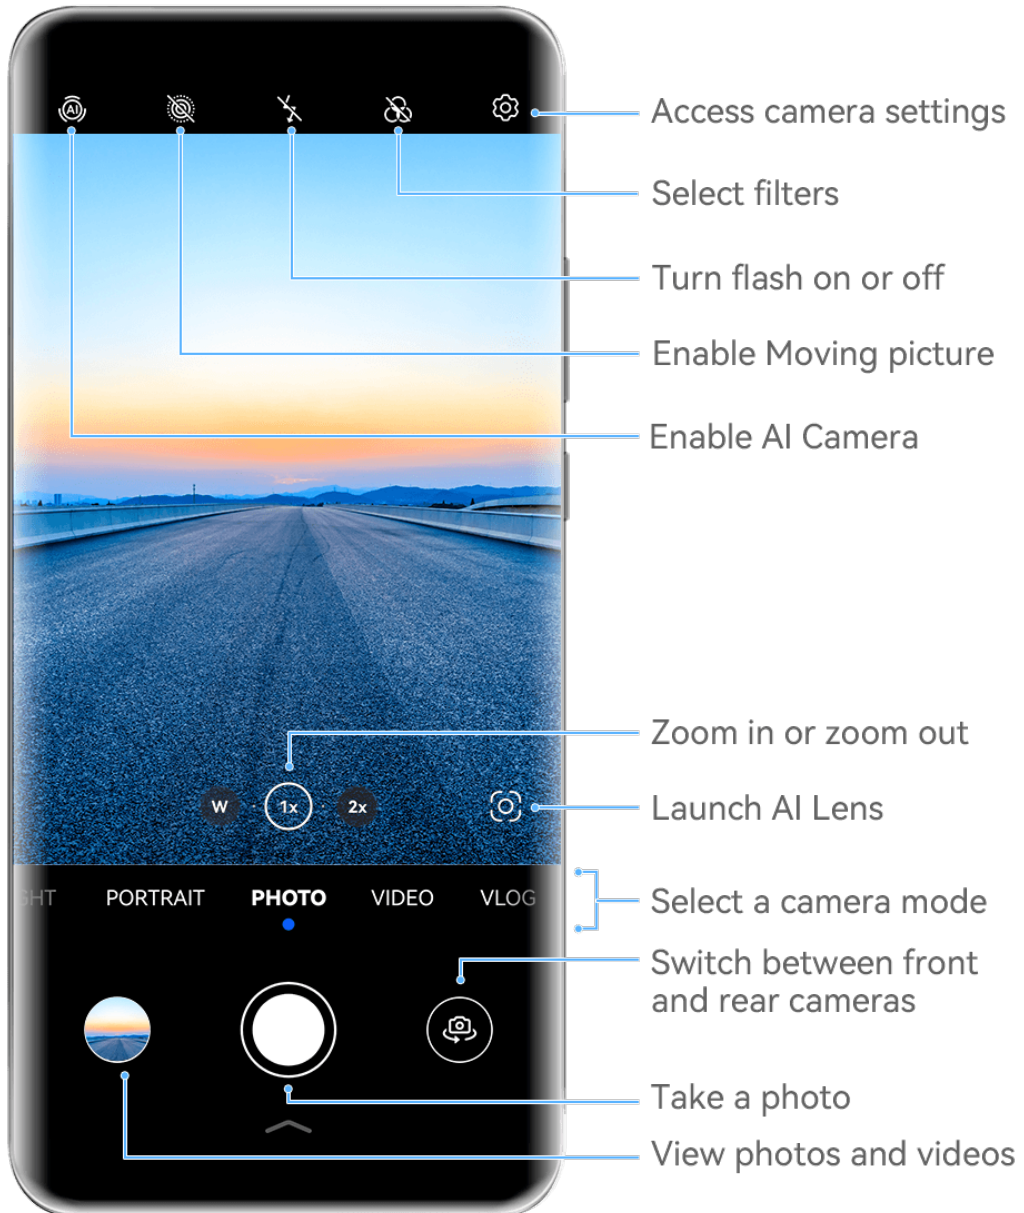 AI
Access camera settings
Select filters
Turn flash on or off
Enable Moving picture
Enable AI Camera
Zoom in or zoom out
W 1x 2x
Launch AI Lens
GHT PORTRAIT PHOTO VIDEO VLOG
Select a camera mode
Switch between front
and rear cameras
Take a photo
View photos and videos